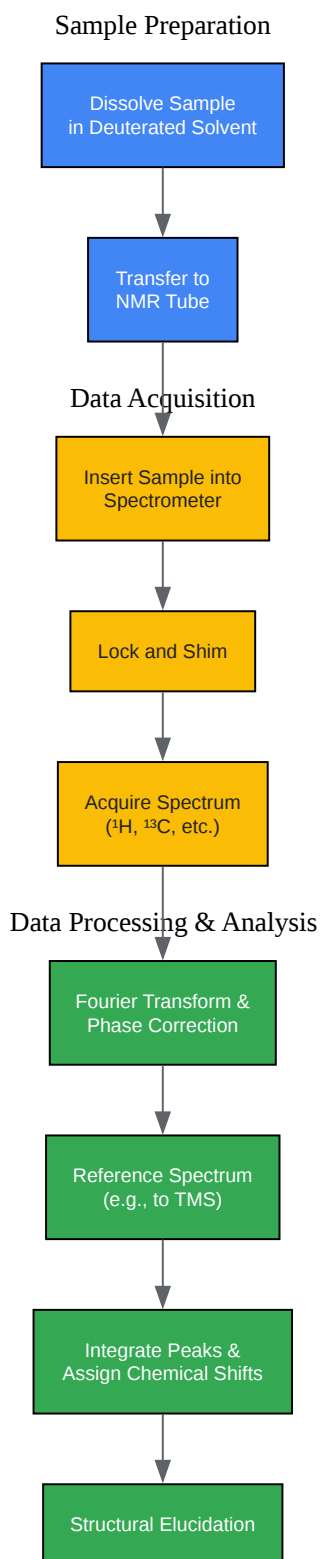 Sample Preparation
Dissolve Sample
in Deuterated Solvent
Transfer to
NMR Tube
Data Acquisition
Insert Sample into
Spectrometer
Lock and Shim
Acquire Spectrum
(¹H, ¹³C, etc.)
Data Processing & Analysis
Fourier Transform &
Phase Correction
Reference Spectrum
(e.g., to TMS)
Integrate Peaks &
Assign Chemical Shifts
Structural Elucidation